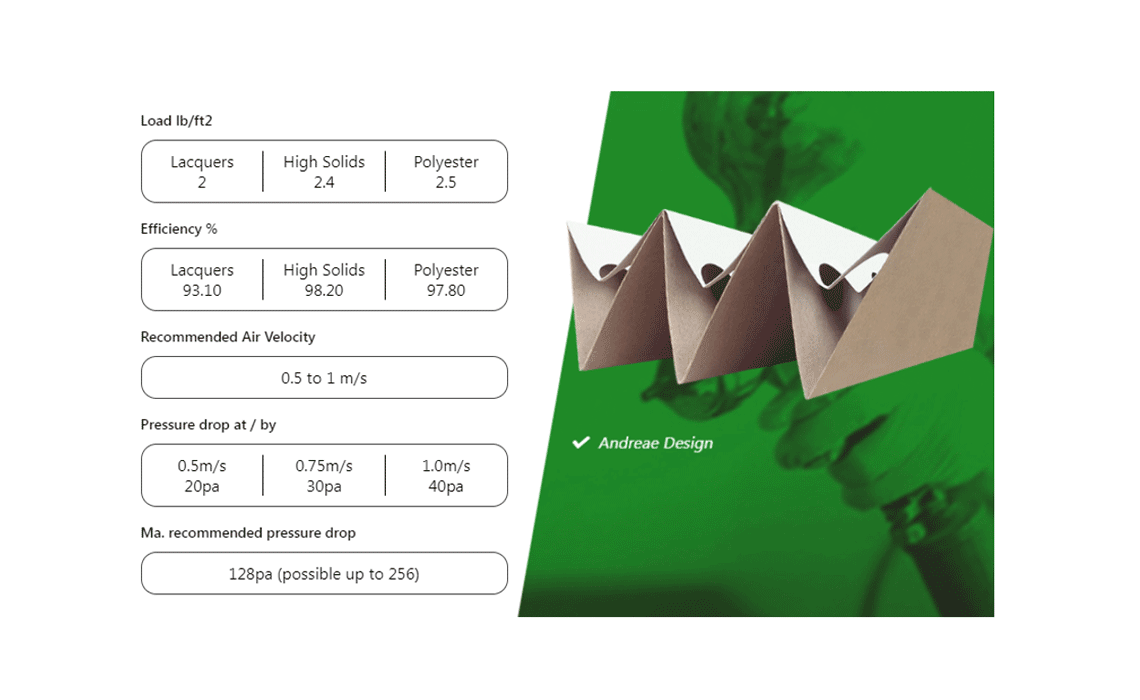 Load lb/ft2
Lacquers High Solids Polyester
2 2.4 2.5
Efficiency %
Lacquers High Solids Polyester
93.10 98.20 97.80
Recommended Air Velocity
0.5 to 1 m/s
Pressure drop at / by
0.5m/s 0.75m/s 1.0m/s
20pa 30pa 40pa
Ma. recommended pressure drop
128pa (possible up to 256)
Andreae Design